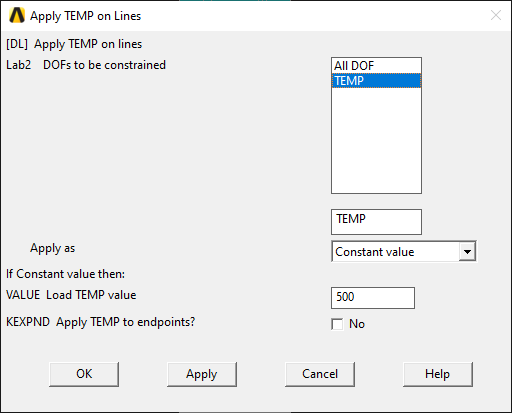 Apply TEMP on Lines
[DL] Apply TEMP on lines
Lab2 DOFs to be constrained
All DOF
TEMP
TEMP
Apply as
Constant value
If Constant value then:
VALUE Load TEMP value
500
KEXPND Apply TEMP to endpoints?
No
OK Apply Cancel Help